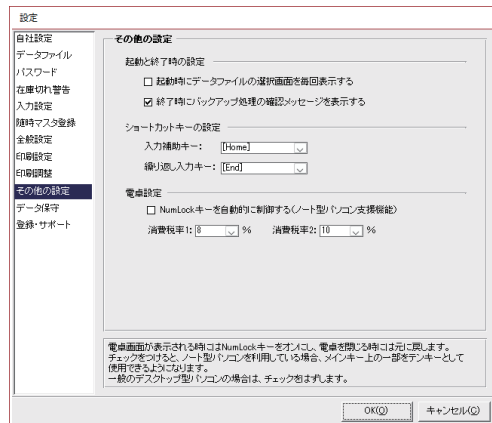 設定
自社設定
データファイル
パスワード
在庫切れ警告
入力設定
随時マスタ登録
全般設定
印刷設定
印刷調整
その他の設定
データ保守
登録・サポート
その他の設定
起動と終了時の設定
起動時にデータファイルの選択画面を毎回表示する
終了時にバックアップ処理の確認メッセージを表示する
ショートカットキーの設定
入力補助キー: [Home]
繰り返し入力キー: [End]
電卓設定
NumLockキーを自動的に制御する(ノート型パソコン支援機能)
消費税率1: 8 % 消費税率2: 10 %
電卓画面が表示される時にはNumLockキーをオンにし、電卓を閉じる時には元に戻します。
チェックをつけると、ノート型パソコンを利用している場合、メインキー上の一部をテンキーとして
使用できるようになります。
一般のデスクトップ型パソコンの場合は、チェックをはずします。
OK(O) キャンセル(C)